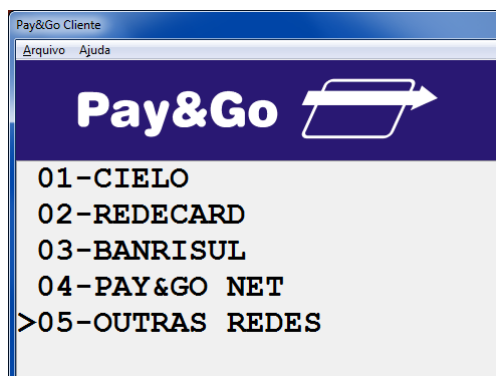 Pay&Go Cliente
Arquivo Ajuda
Pay&Go
01-CIELO
02-REDECARD
03-BANRISUL
04-PAY&GO NET
>05-OUTRAS REDES